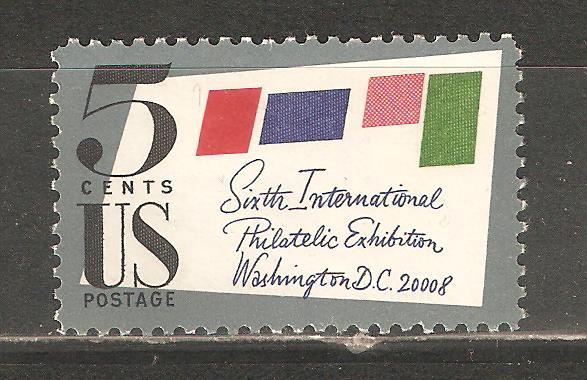 5
CENTS
US
POSTAGE
Sixth International
Philatelic Exhibition
Washington D.C. 20008